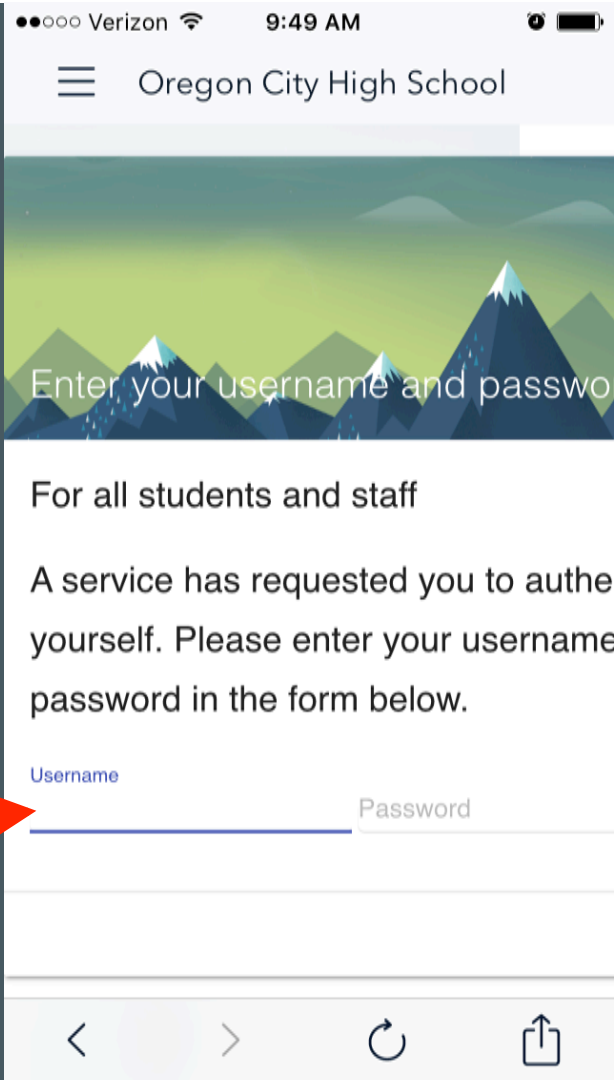 Verizon 9:49 AM
Oregon City High School
Enter your username and passwo
For all students and staff
A service has requested you to authe
yourself. Please enter your username
password in the form below.
Username
Password